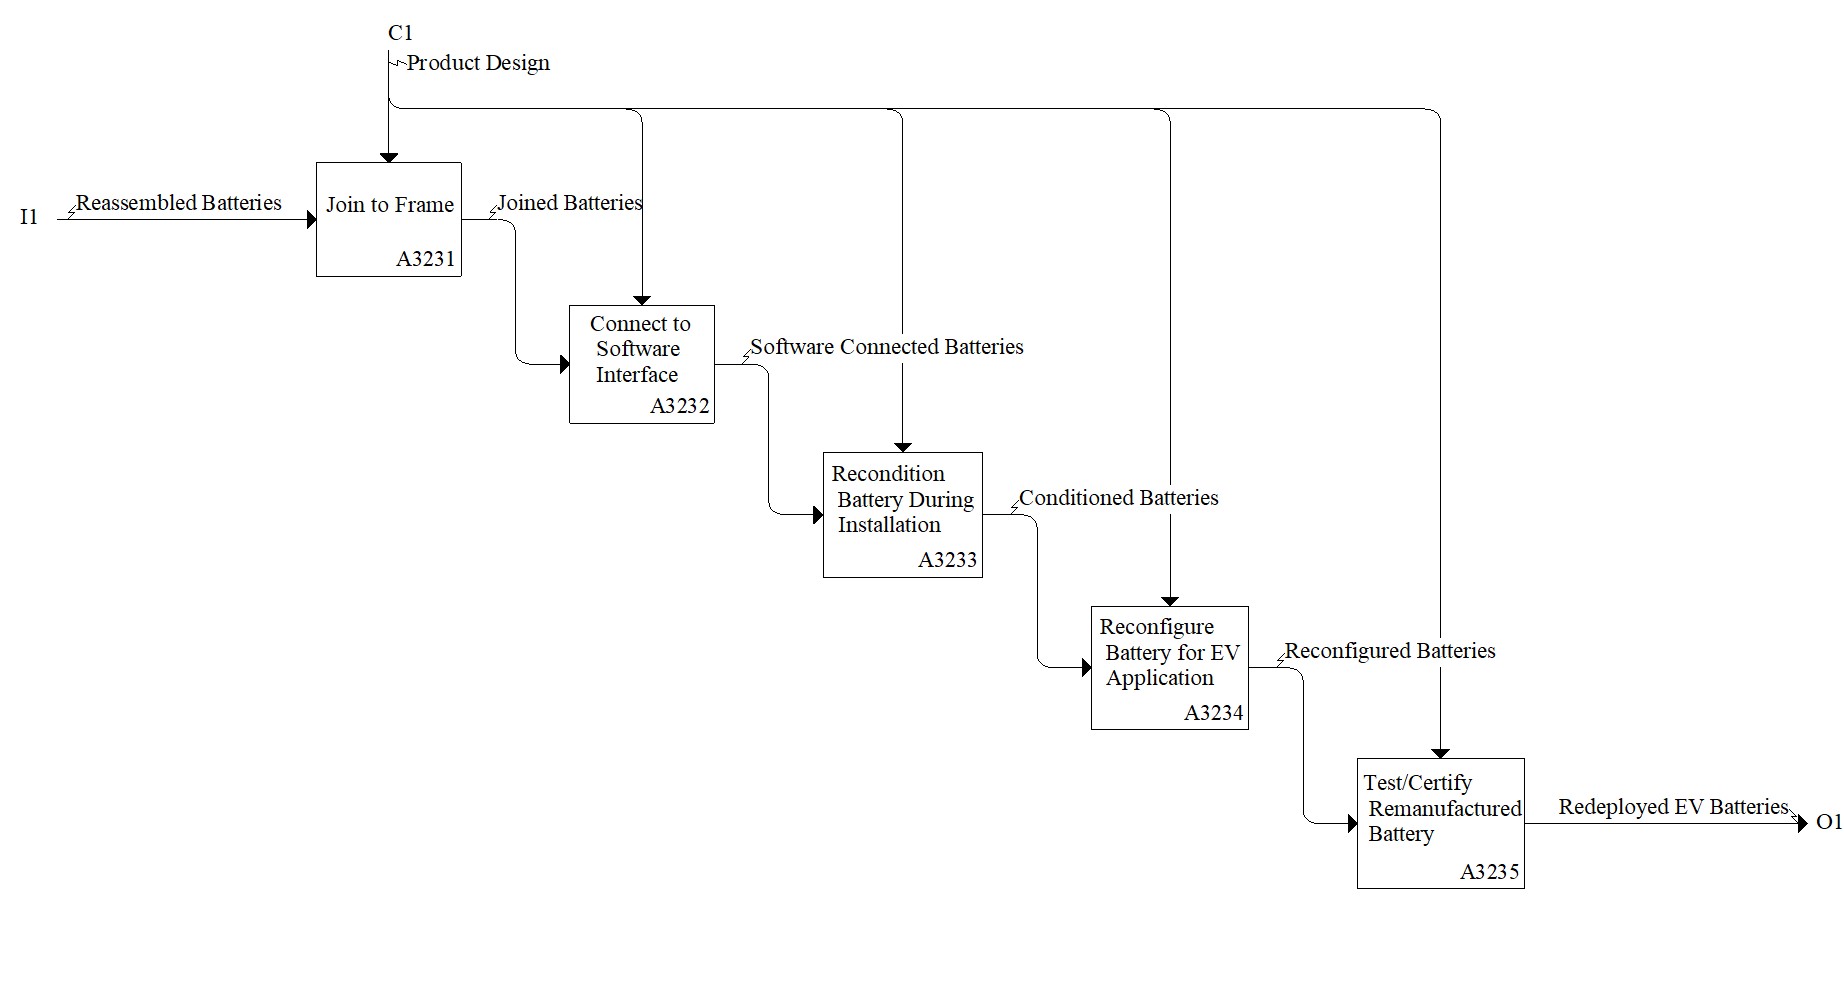 C1
Product Design
I1
Reassembled Batteries
Join to Frame
A3231
Joined Batteries
Connect to
Software
Interface
A3232
Software Connected Batteries
Recondition
Battery During
Installation
A3233
Conditioned Batteries
Reconfigure
Battery for EV
Application
A3234
Reconfigured Batteries
Test/Certify
Remanufactured
Battery
A3235
Redeployed EV Batteries
O1